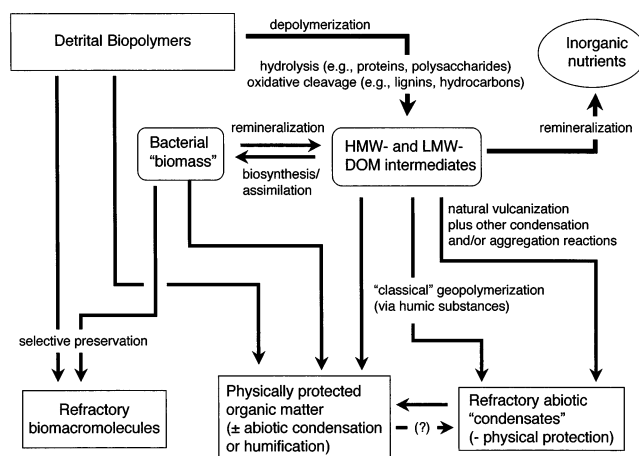 depolymerization
Detrital Biopolymers
Inorganic
nutrients
hydrolysis (e.g., proteins, polysaccharides)
oxidative cleavage (e.g., lignins, hydrocarbons)
Bacterial
"biomass"
remineralization
biosynthesis/
assimilation
HMW- and LMW-
DOM intermediates
remineralization
natural vulcanization
plus other condensation
and/or aggregation reactions
"classical" geopolymerization
(via humic substances)
selective preservation
Refractory
biomacromolecules
Physically protected
organic matter
(± abiotic condensation
or humification)
(?)
Refractory abiotic
"condensates"
(- physical protection)